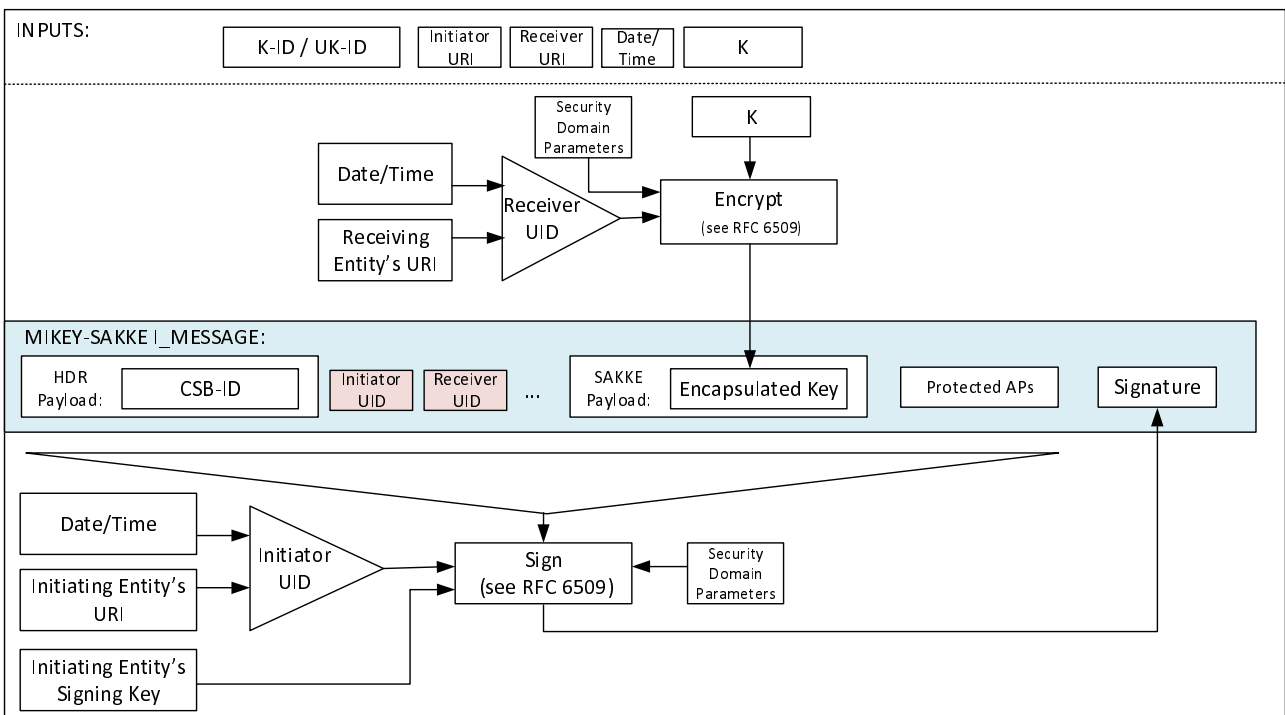 INPUTS:
K-ID / UK-ID
Initiator
URI
Receiver
URI
Date/
Time
K
Security
Domain
Parameters
K
Date/Time
Receiving
Entity's URI
Receiver
UID
Encrypt
(see RFC 6509)
MIKEY-SAKKE I_MESSAGE:
HDR
Payload:
CSB-ID
Initiator
UID
Receiver
UID
...
SAKKE
Payload:
Encapsulated Key
Protected APs
Signature
Date/Time
Initiating Entity's
URI
Initiator
UID
Sign
(see RFC 6509)
Security
Domain
Parameters
Initiating Entity's
Signing Key